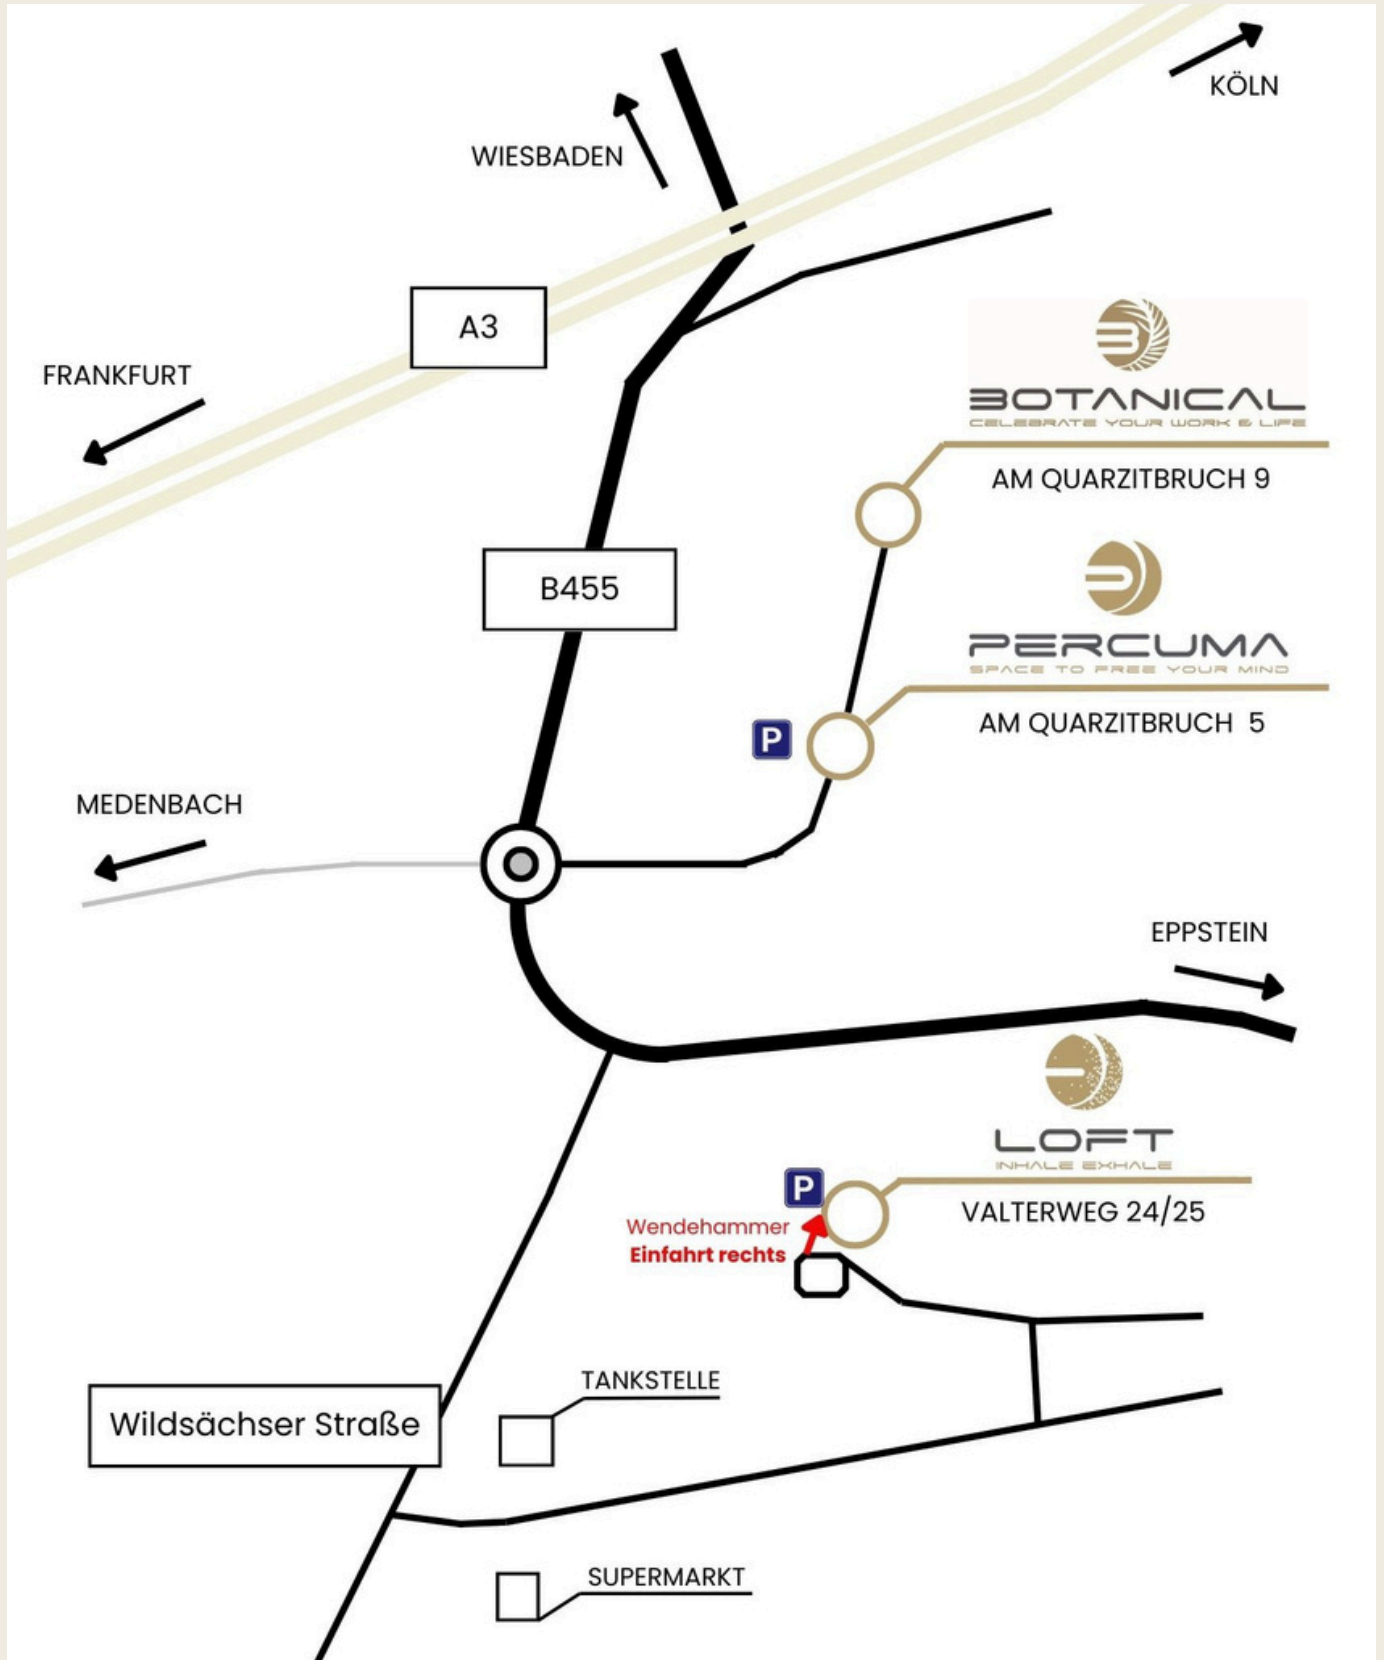 KÖLN
WIESBADEN
A3
FRANKFURT
BOTANICAL
CELEBRATE YOUR WORK & LIFE
AM QUARZITBRUCH 9
B455
PERCUMA
SPACE TO FREE YOUR MIND
AM QUARZITBRUCH 5
P
MEDENBACH
EPPSTEIN
LOFT
INHALE EXHALE
P
VALTERWEG 24/25
Wendehammer
Einfahrt rechts
TANKSTELLE
Wildsächser Straße
SUPERMARKT